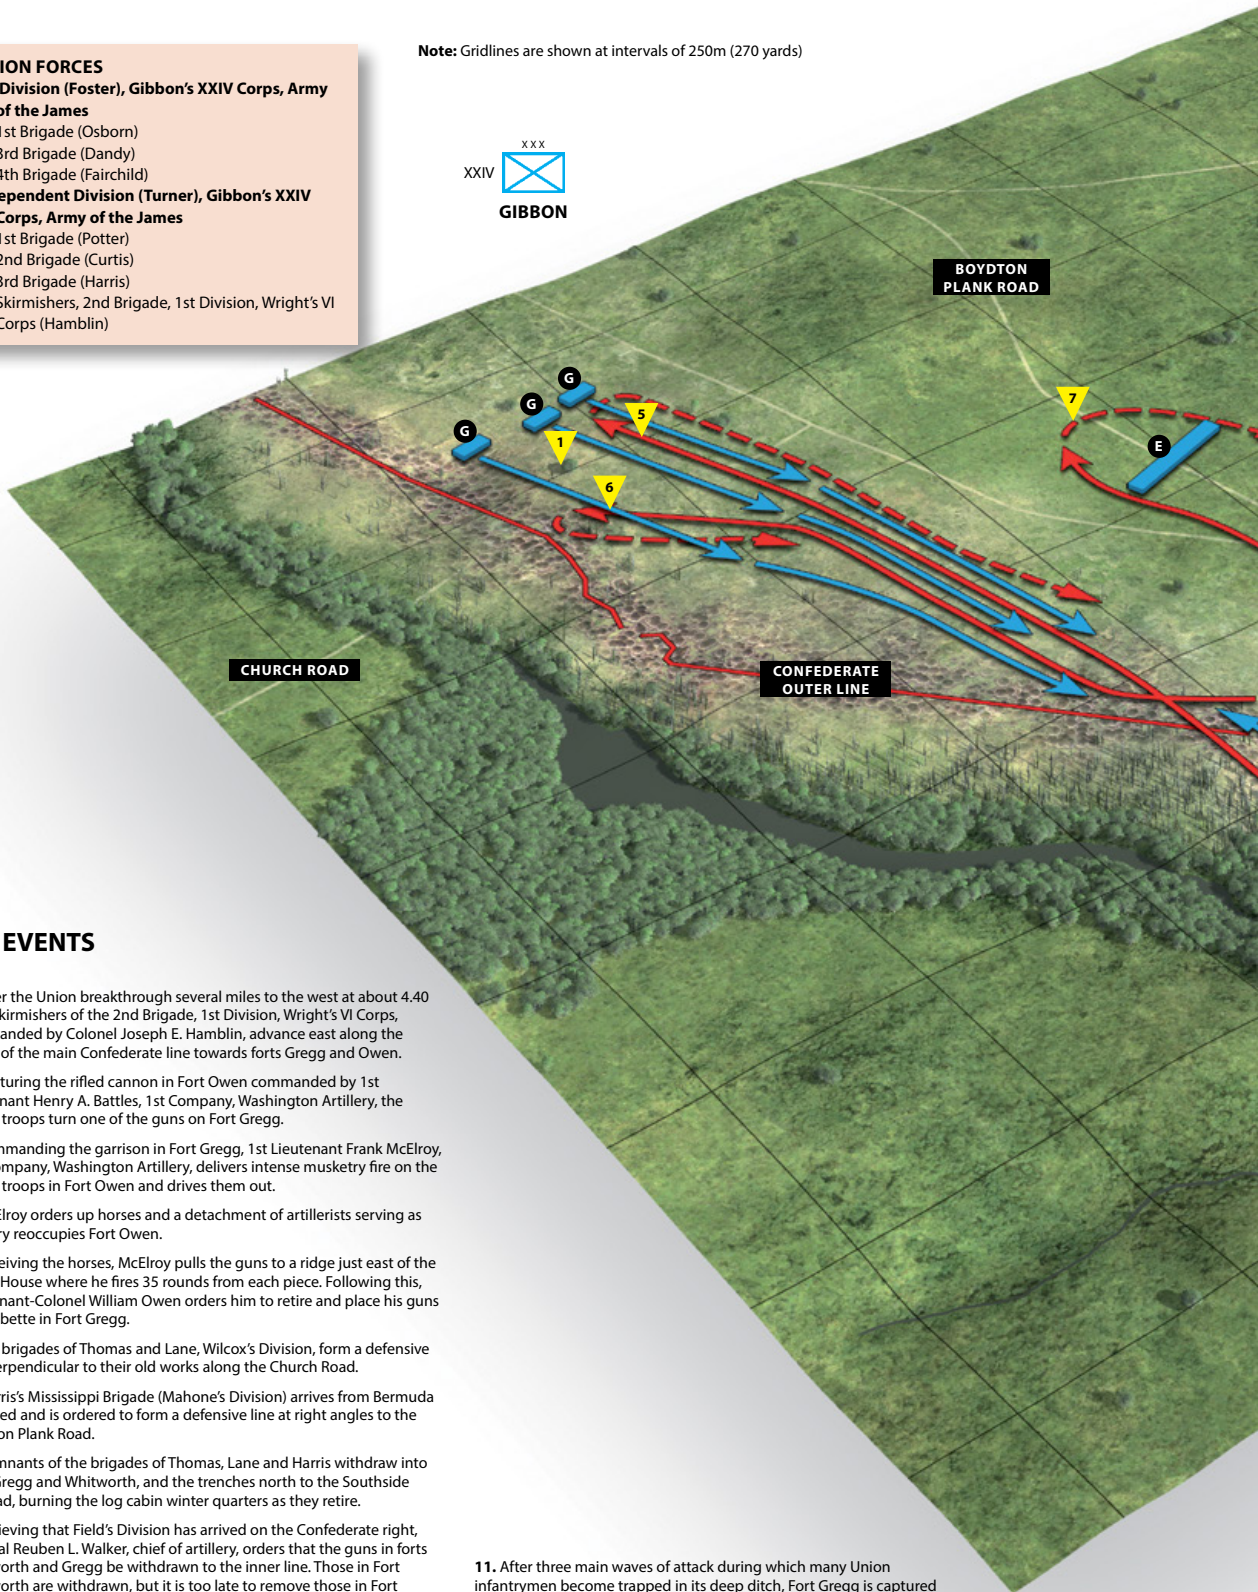 Note: Gridlines are shown at intervals of 250m (270 yards)
ION FORCES
Division (Foster), Gibbon's XXIV Corps, Army
of the James
1st Brigade (Osborn)
3rd Brigade (Dandy)
4th Brigade (Fairchild)
ependent Division (Turner), Gibbon's XXIV
Corps, Army of the James
1st Brigade (Potter)
2nd Brigade (Curtis)
3rd Brigade (Harris)
Skirmishers, 2nd Brigade, 1st Division, Wright's VI
Corps (Hamblin)
xxx
XXIV
GIBBON
BOYDTON
PLANK ROAD
G
G
G
5
1
6
7
E
CHURCH ROAD
CONFEDERATE
OUTER LINE
EVENTS
er the Union breakthrough several miles to the west at about 4.40
kirmishers of the 2nd Brigade, 1st Division, Wright's VI Corps,
anded by Colonel Joseph E. Hamblin, advance east along the
of the main Confederate line towards forts Gregg and Owen.
turing the rifled cannon in Fort Owen commanded by 1st
nant Henry A. Battles, 1st Company, Washington Artillery, the
troops turn one of the guns on Fort Gregg.
mmanding the garrison in Fort Gregg, 1st Lieutenant Frank McElroy,
ompany, Washington Artillery, delivers intense musketry fire on the
troops in Fort Owen and drives them out.
Elroy orders up horses and a detachment of artillerists serving as
ry reoccupies Fort Owen.
eiving the horses, McElroy pulls the guns to a ridge just east of the
House where he fires 35 rounds from each piece. Following this,
nant-Colonel William Owen orders him to retire and place his guns
bette in Fort Gregg.
brigades of Thomas and Lane, Wilcox's Division, form a defensive
erpendicular to their old works along the Church Road.
rris's Mississippi Brigade (Mahone's Division) arrives from Bermuda
ed and is ordered to form a defensive line at right angles to the
on Plank Road.
mnants of the brigades of Thomas, Lane and Harris withdraw into
Gregg and Whitworth, and the trenches north to the Southside
ad, burning the log cabin winter quarters as they retire.
ieving that Field's Division has arrived on the Confederate right,
al Reuben L. Walker, chief of artillery, orders that the guns in forts
orth and Gregg be withdrawn to the inner line. Those in Fort
orth are withdrawn, but it is too late to remove those in Fort
11. After three main waves of attack during which many Union
infantrymen become trapped in its deep ditch, Fort Gregg is captured